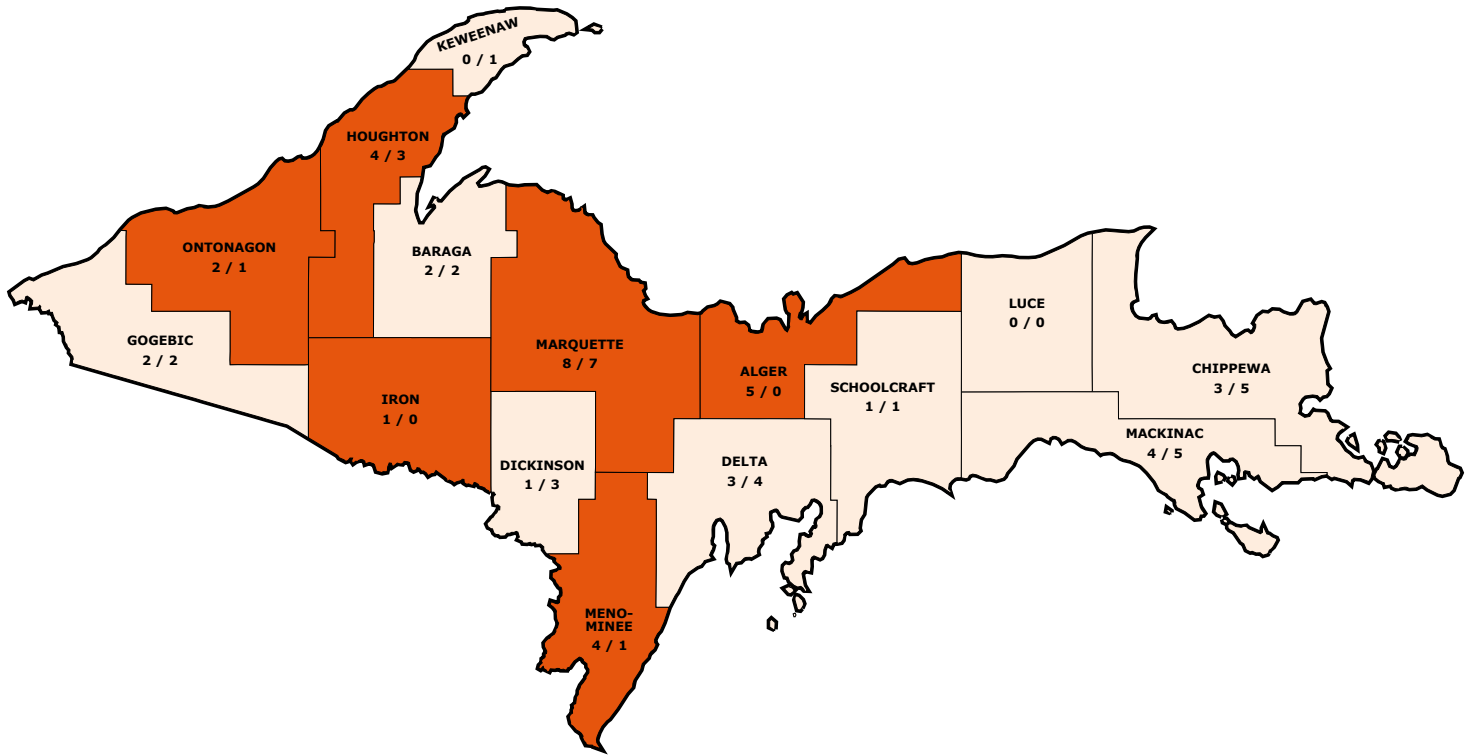 KEWEENAW
0 / 1
HOUGHTON
4 / 3
ONTONAGON
2 / 1
BARAGA
2 / 2
GOGEBIC
2 / 2
IRON
1 / 0
MARQUETTE
8 / 7
DICKINSON
1 / 3
MENO-
MINEE
4 / 1
ALGER
5 / 0
DELTA
3 / 4
SCHOOLCRAFT
1 / 1
LUCE
0 / 0
CHIPPEWA
3 / 5
MACKINAC
4 / 5